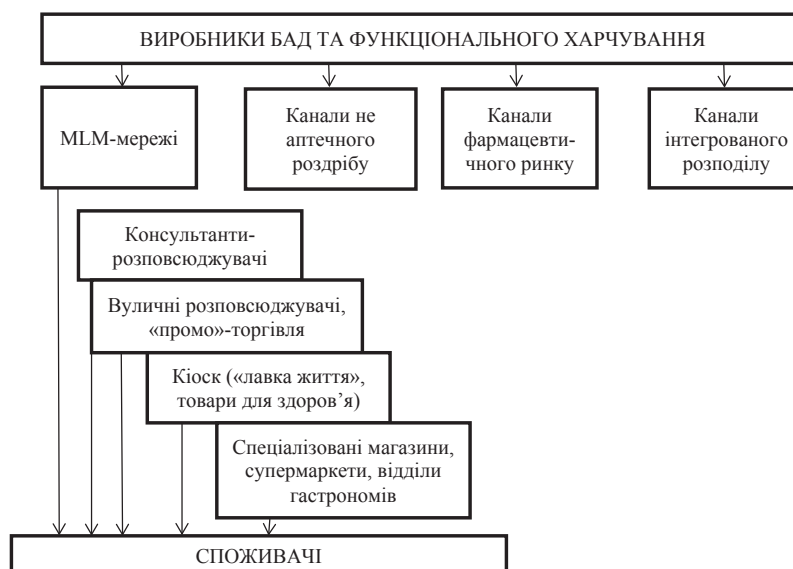 ВИРОБНИКИ БАД ТА ФУНКЦІОНАЛЬНОГО ХАРЧУВАННЯ
MLM-мережі
Канали не
аптечного
роздрібу
Канали
фармацевти-
чного ринку
Канали
інтегрованого
розподілу
Консультанти-
розповсюджувачі
Вуличні розповсюджувачі,
«промо»-торгівля
Кіоск («лавка життя»,
товари для здоров’я)
Спеціалізовані магазини,
супермаркети, відділи
гастрономів
СПОЖИВАЧІ